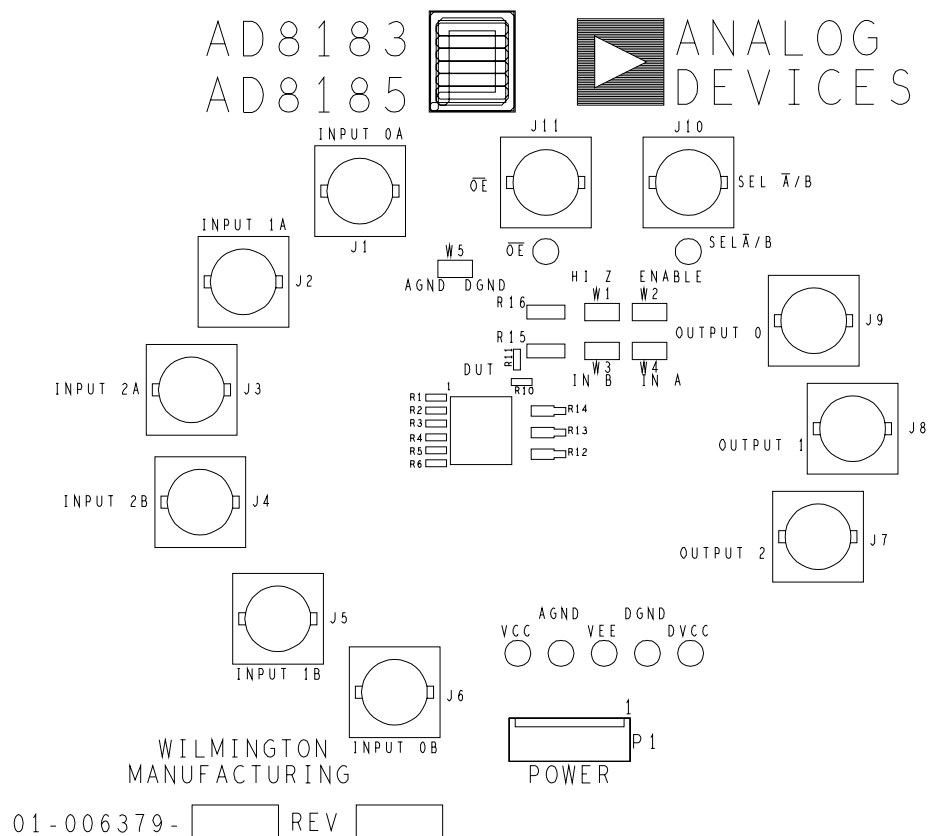 AD8183
AD8185
ANALOG
DEVICES
INPUT 0A
J1
J11
O̅E̅
J10
SEL A̅/B
O̅E̅
SELA̅/B
INPUT 1A
J2
W5
AGND DGND
HI Z ENABLE
W1 W2
R16
R15
OUTPUT 0
J9
W3 W4
IN B IN A
R11
DUT
R10
INPUT 2A
J3
1
R1
R2
R3
R4
R5
R6
R14
R13
R12
OUTPUT 1
J8
INPUT 2B
J4
OUTPUT 2
J7
J5
INPUT 1B
AGND DGND
VCC VEE DVCC
J6
INPUT 0B
1
P1
POWER
WILMINGTON
MANUFACTURING
01-006379- REV